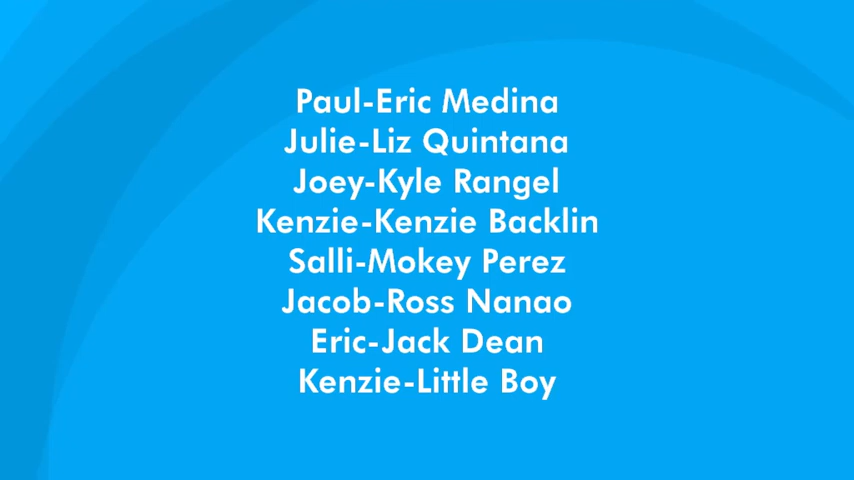 Paul-Eric Medina
Julie-Liz Quintana
Joey-Kyle Rangel
Kenzie-Kenzie Backlin
Salli-Mokey Perez
Jacob-Ross Nanao
Eric-Jack Dean
Kenzie-Little Boy